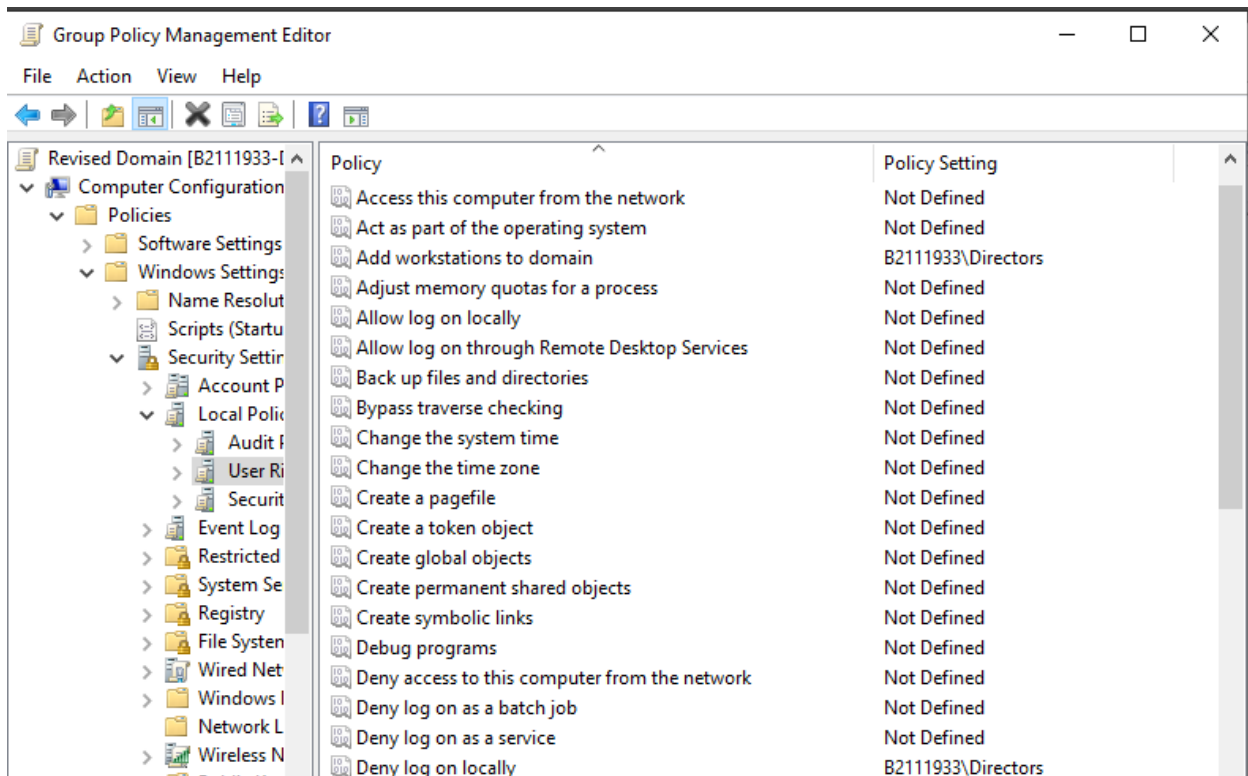 Group Policy Management Editor
File Action View Help
Revised Domain [B2111933-
Computer Configuration
Policies
Software Settings
Windows Settings
Name Resolut
Scripts (Startu
Security Settin
Account P
Local Polic
Audit
User Ri
Securit
Event Log
Restricted
System Se
Registry
File System
Wired Net
Windows
Network L
Wireless N
Policy Policy Setting
Access this computer from the network Not Defined
Act as part of the operating system Not Defined
Add workstations to domain B2111933\Directors
Adjust memory quotas for a process Not Defined
Allow log on locally Not Defined
Allow log on through Remote Desktop Services Not Defined
Back up files and directories Not Defined
Bypass traverse checking Not Defined
Change the system time Not Defined
Change the time zone Not Defined
Create a pagefile Not Defined
Create a token object Not Defined
Create global objects Not Defined
Create permanent shared objects Not Defined
Create symbolic links Not Defined
Debug programs Not Defined
Deny access to this computer from the network Not Defined
Deny log on as a batch job Not Defined
Deny log on as a service Not Defined
Deny log on locally B2111933\Directors